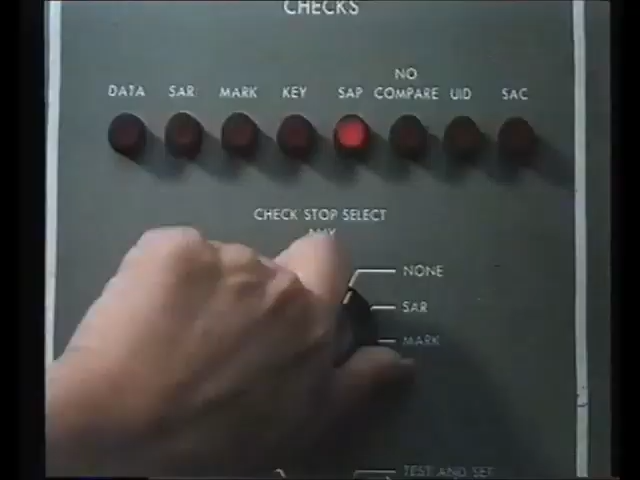 CHECKS
NO
DATA SAR MARK KEY SAP COMPARE UID SAC
CHECK STOP SELECT
NONE
SAR
MARK
TEST AND SET